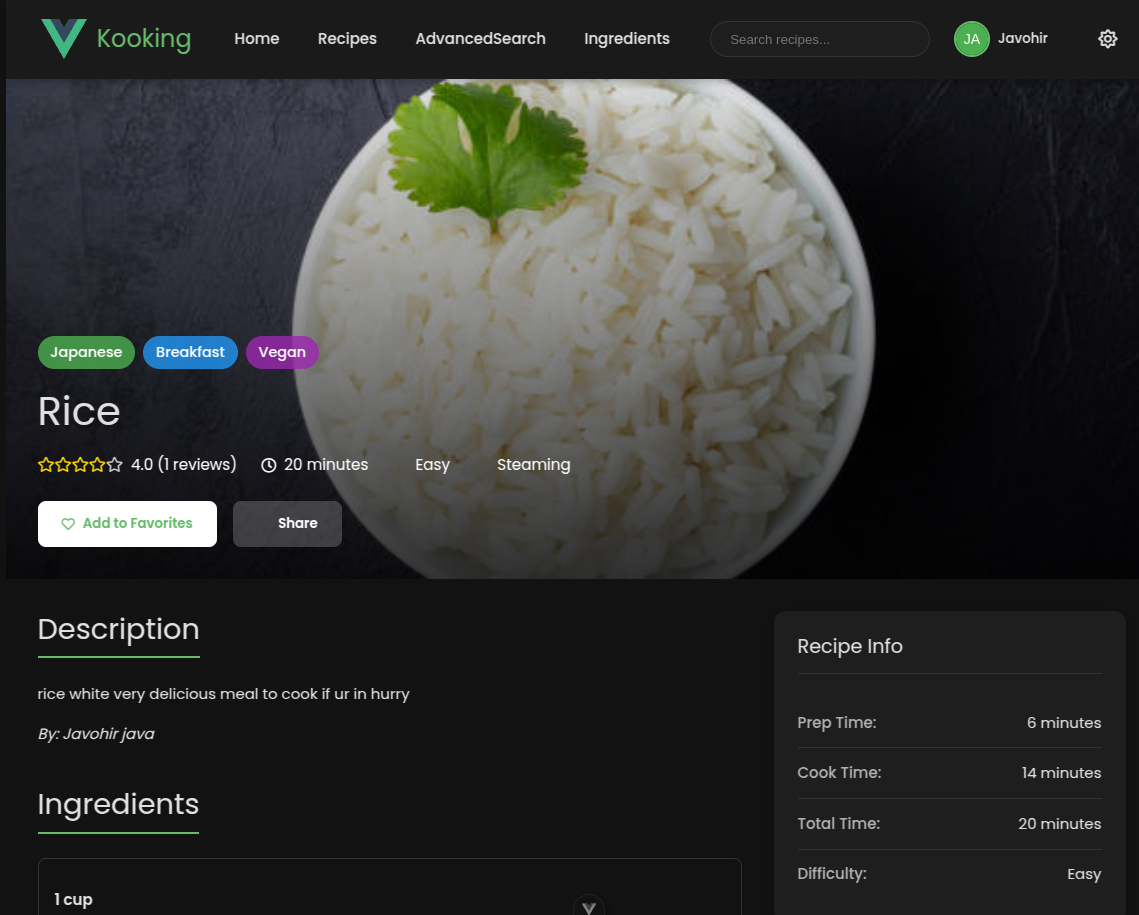 Kooking Home Recipes AdvancedSearch Ingredients Search recipes... JA Javohir
Japanese Breakfast Vegan
Rice
4.0 (1 reviews) 20 minutes Easy Steaming
Add to Favorites Share
Description
rice white very delicious meal to cook if ur in hurry
By: Javohir java
Ingredients
1 cup
Recipe Info
Prep Time: 6 minutes
Cook Time: 14 minutes
Total Time: 20 minutes
Difficulty: Easy